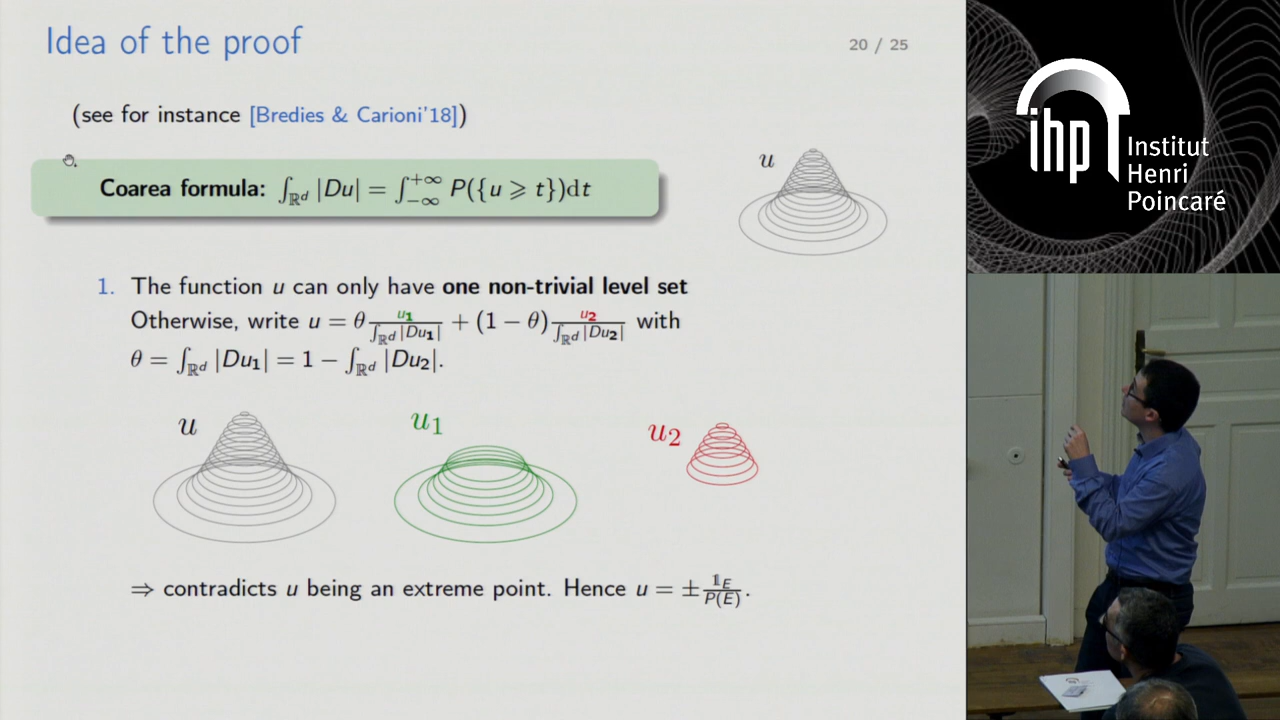 Idea of the proof
20 / 25
(see for instance [Bredies & Carioni'18])
Coarea formula: ∫_{ℝ^d} |Du| = ∫_{-∞}^{+∞} P({u ⩾ t})dt
u
1. The function u can only have one non-trivial level set
Otherwise, write u = θ u₁/∫_{ℝ^d}|Du₁| + (1 − θ) u₂/∫_{ℝ^d}|Du₂| with
θ = ∫_{ℝ^d} |Du₁| = 1 − ∫_{ℝ^d} |Du₂|.
u
u₁
u₂
⇒ contradicts u being an extreme point. Hence u = ± 𝟙_E/P(E).
ihp
Institut
Henri
Poincaré